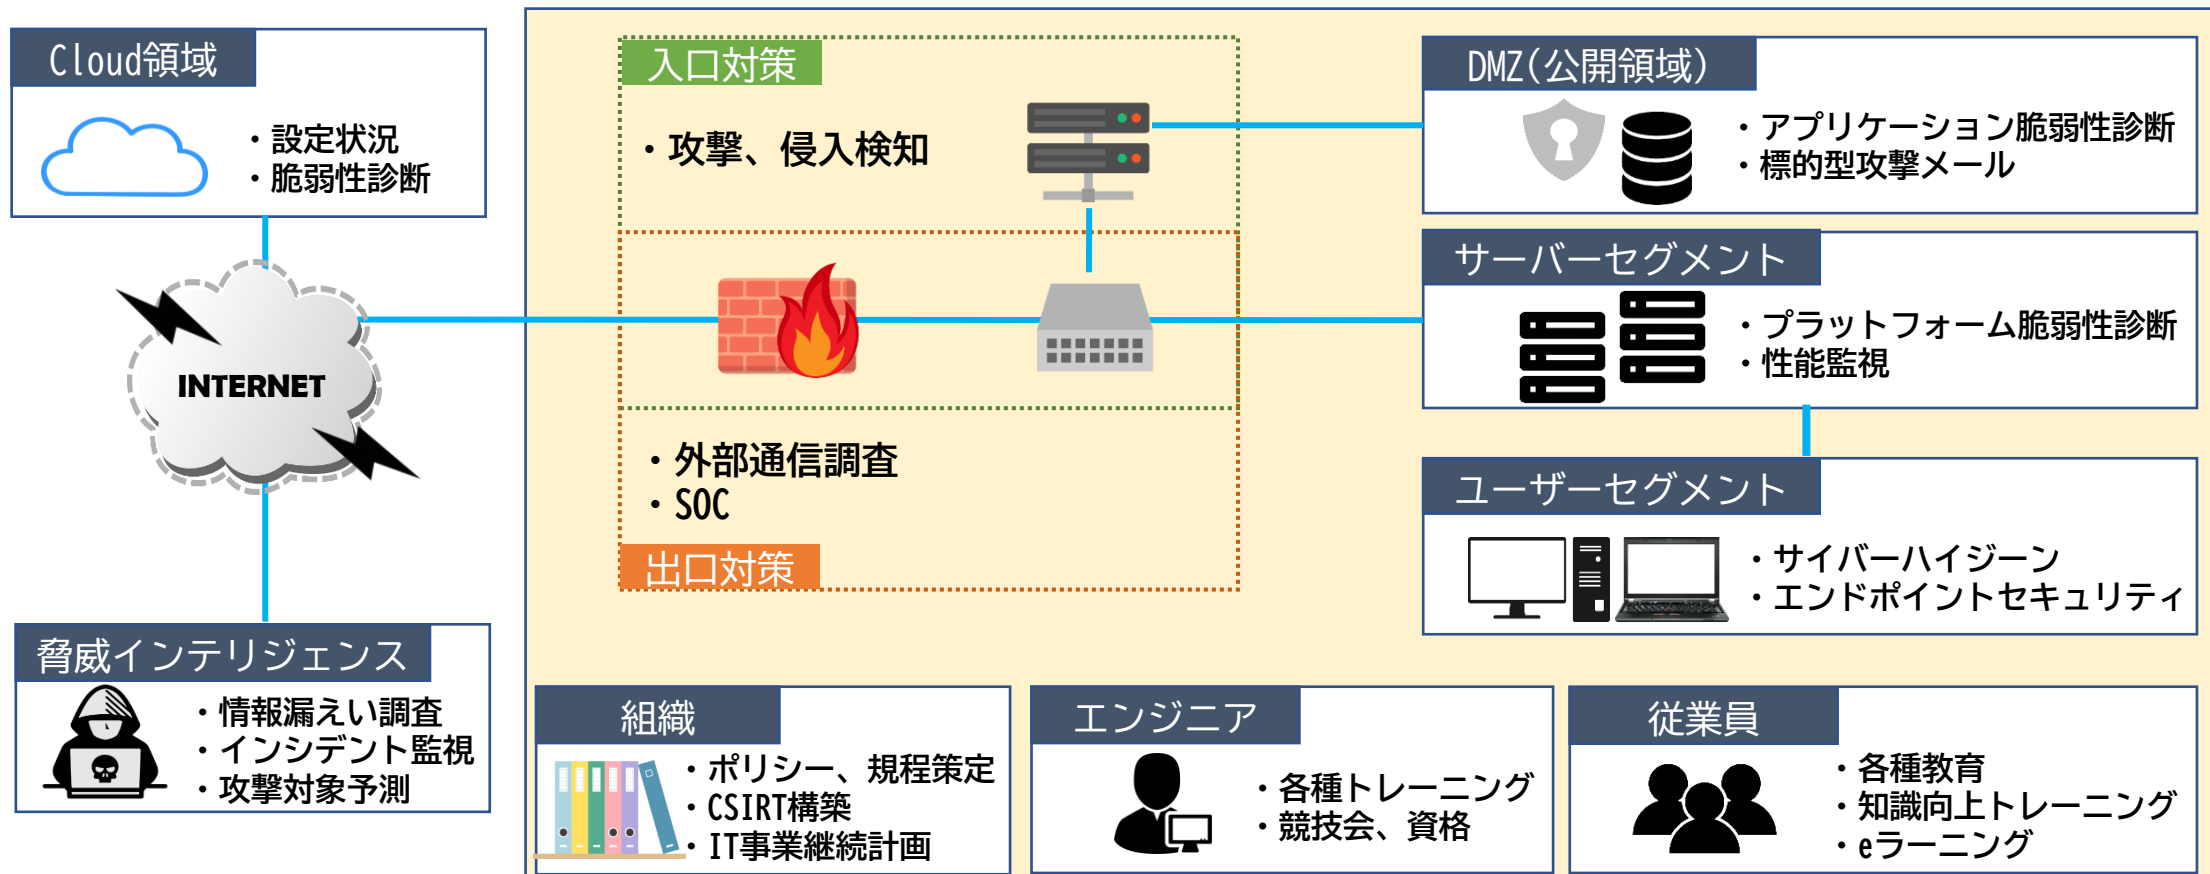 Cloud領域
・設定状況
・脆弱性診断
INTERNET
脅威インテリジェンス
・情報漏えい調査
・インシデント監視
・攻撃対象予測
入口対策
・攻撃、侵入検知
・外部通信調査
・SOC
出口対策
DMZ(公開領域)
・アプリケーション脆弱性診断
・標的型攻撃メール
サーバーセグメント
・プラットフォーム脆弱性診断
・性能監視
ユーザーセグメント
・サイバーハイジーン
・エンドポイントセキュリティ
組織
・ポリシー、規程策定
・CSIRT構築
・IT事業継続計画
エンジニア
・各種トレーニング
・競技会、資格
従業員
・各種教育
・知識向上トレーニング
・eラーニング